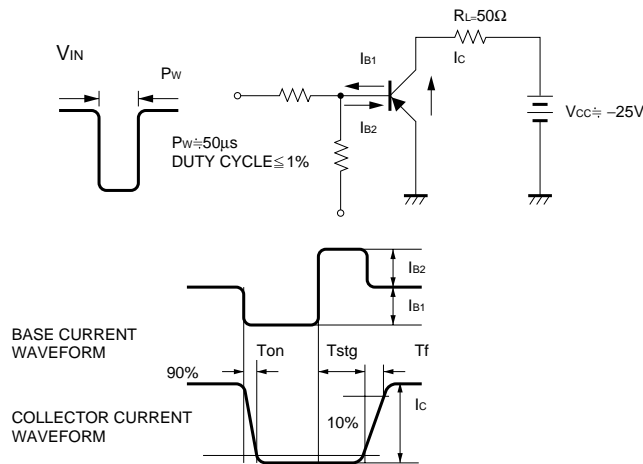 RL=50Ω
VIN
IB1
IC
PW
IB2
VCC≒ −25V
PW≒50μs
DUTY CYCLE≦1%
IB2
IB1
BASE CURRENT
WAVEFORM
Ton
Tstg
Tf
90%
IC
COLLECTOR CURRENT
WAVEFORM
10%